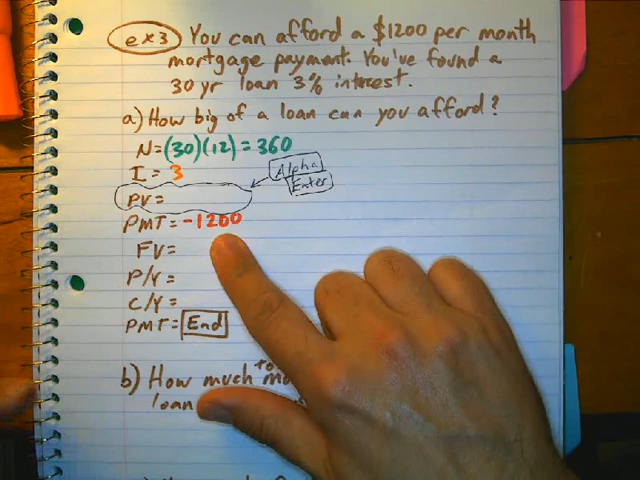 ex3 You can afford a $1200 per month
mortgage payment. You've found a
30 yr loan 3% interest.
a) How big of a loan can you afford?
N = (30)(12) = 360
I = 3
Alpha
Enter
PV =
PMT = -1200
FV =
P/Y =
C/Y =
PMT = End
b) How much
loan